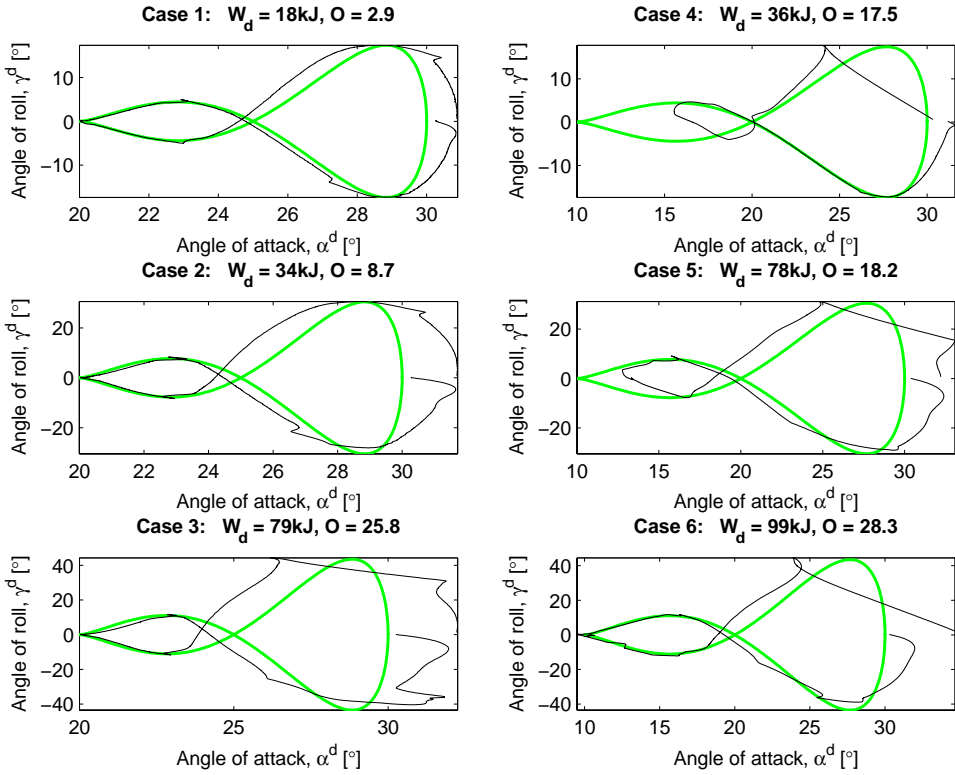 Case 1: W_d = 18kJ, O = 2.9
Angle of roll, γ^d [°]
10
0
−10
20 22 24 26 28 30
Angle of attack, α^d [°]
Case 4: W_d = 36kJ, O = 17.5
Angle of roll, γ^d [°]
10
0
−10
10 15 20 25 30
Angle of attack, α^d [°]
Case 2: W_d = 34kJ, O = 8.7
Angle of roll, γ^d [°]
20
0
−20
20 22 24 26 28 30
Angle of attack, α^d [°]
Case 5: W_d = 78kJ, O = 18.2
Angle of roll, γ^d [°]
20
0
−20
10 15 20 25 30
Angle of attack, α^d [°]
Case 3: W_d = 79kJ, O = 25.8
Angle of roll, γ^d [°]
40
20
0
−20
−40
20 25 30
Angle of attack, α^d [°]
Case 6: W_d = 99kJ, O = 28.3
Angle of roll, γ^d [°]
40
20
0
−20
−40
10 15 20 25 30
Angle of attack, α^d [°]